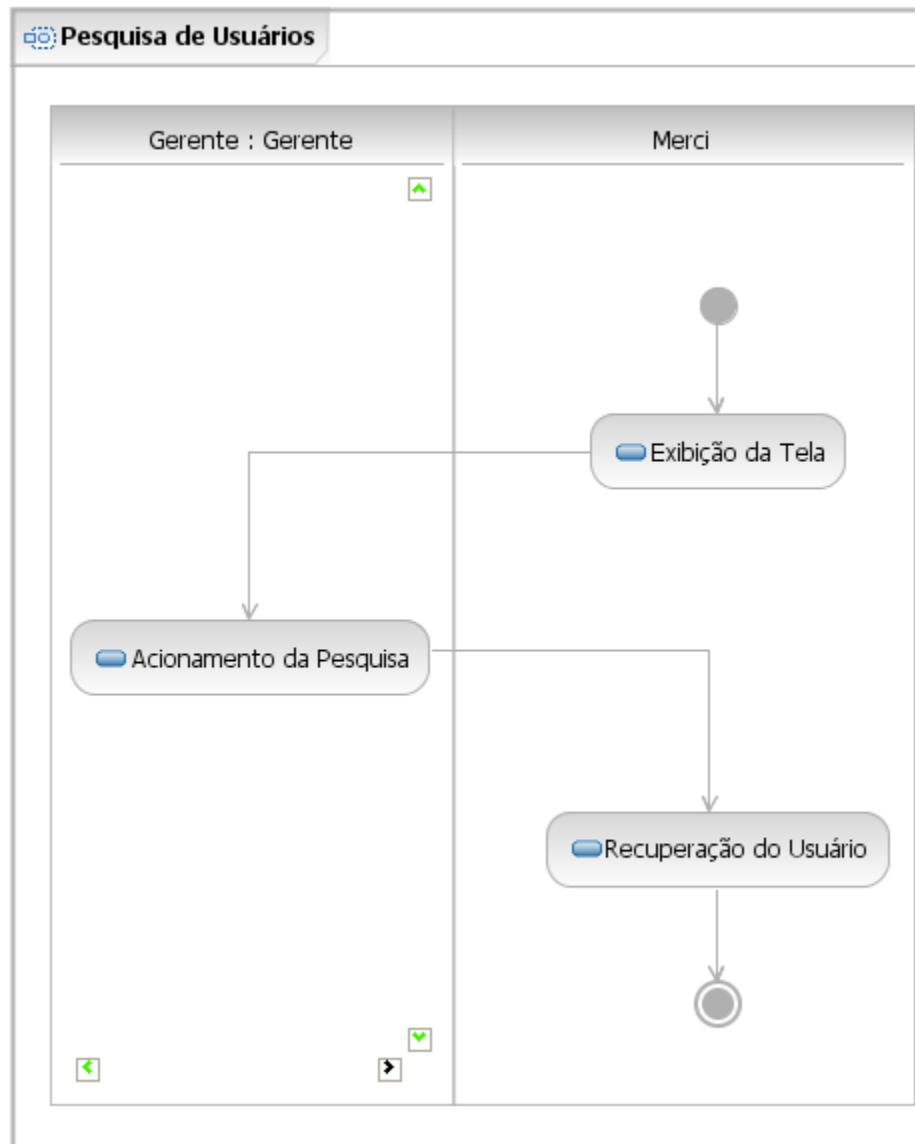 Pesquisa de Usuários
Gerente : Gerente
Merci
Exibição da Tela
Acionamento da Pesquisa
Recuperação do Usuário